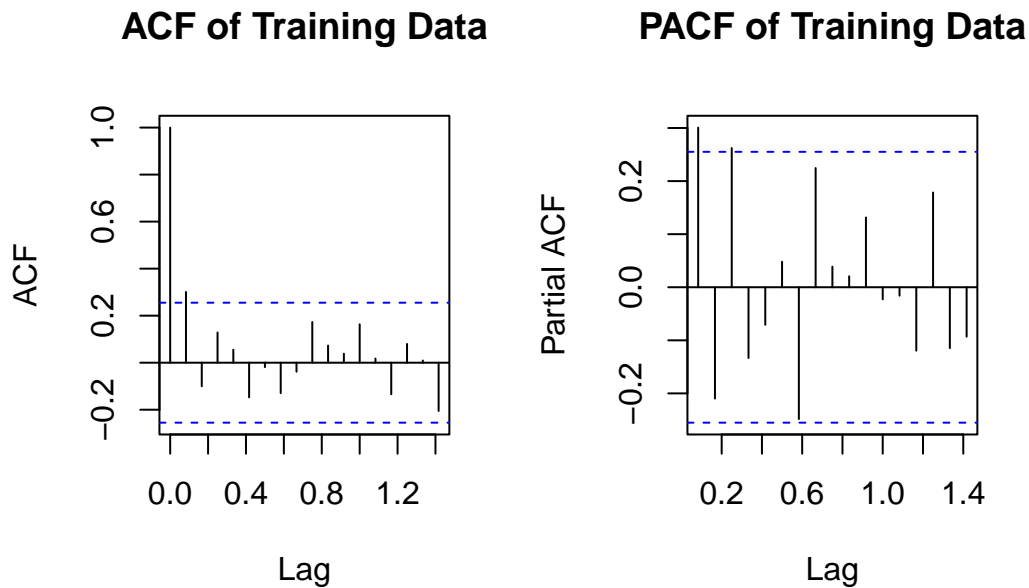 ACF of Training Data
ACF
1.0
0.6
0.2
−0.2
0.0 0.4 0.8 1.2
Lag
PACF of Training Data
Partial ACF
0.2
0.0
−0.2
0.2 0.6 1.0 1.4
Lag